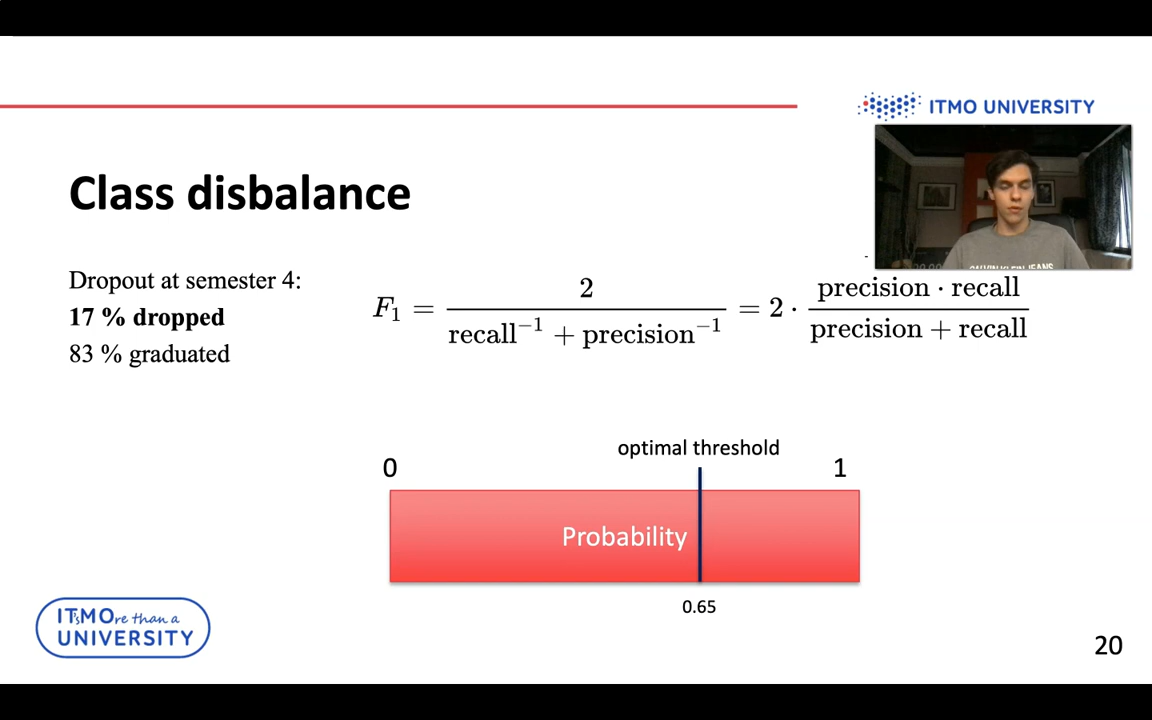 ITMO UNIVERSITY
Class disbalance
Dropout at semester 4:
17 % dropped
83 % graduated
F₁ = 2 / (recall⁻¹ + precision⁻¹) = 2 · (precision · recall) / (precision + recall)
optimal threshold
0
1
Probability
0.65
ITsMOre than a
UNIVERSITY
20